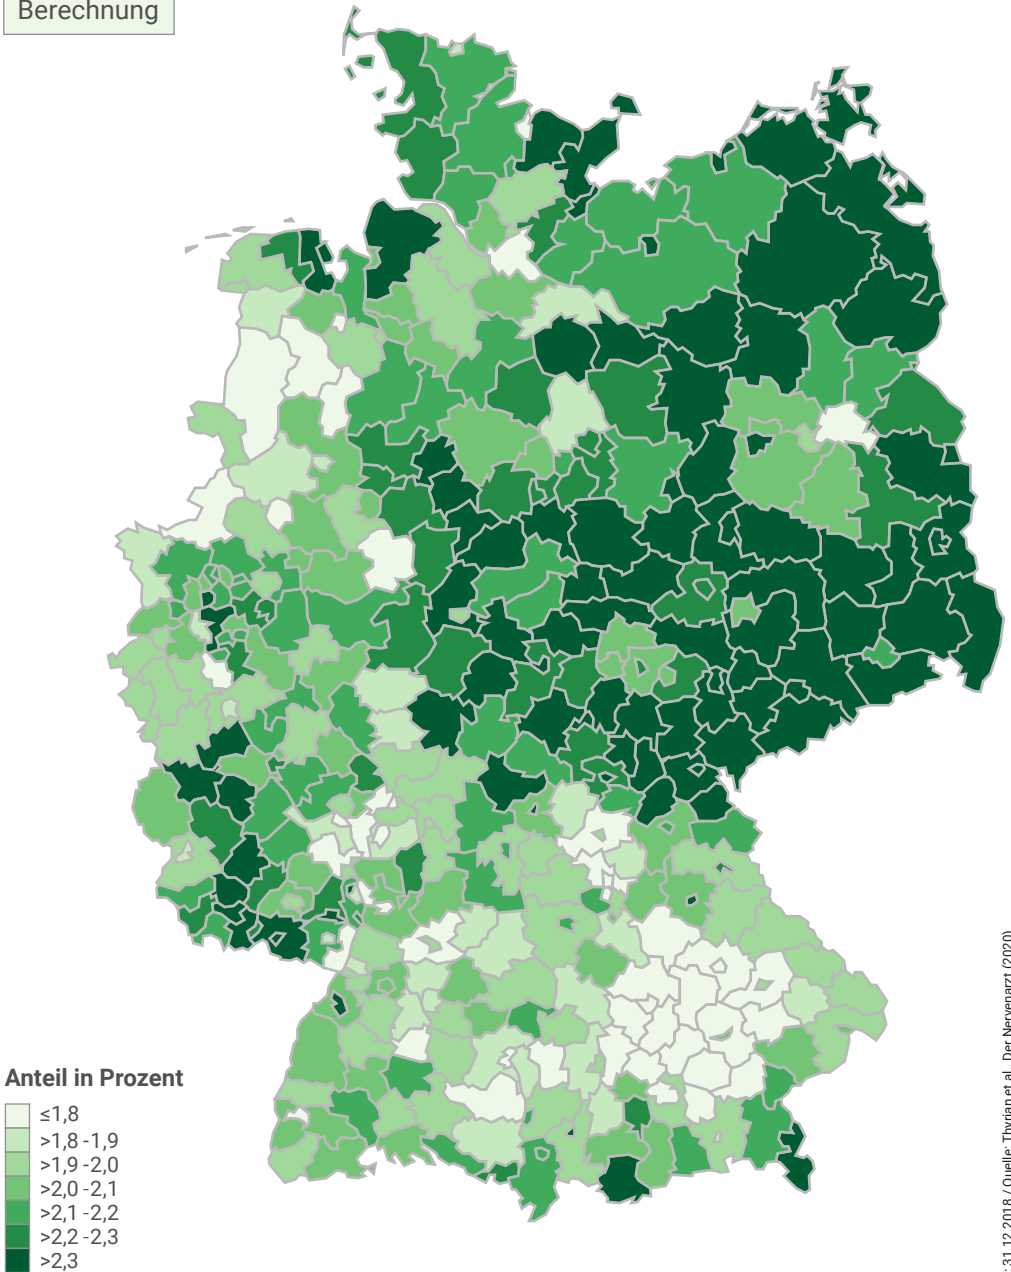 Berechnung
Anteil in Prozent
≤1,8
>1,8 -1,9
>1,9 -2,0
>2,0 -2,1
>2,1 -2,2
>2,2 -2,3
>2,3
31.12.2018 / Quelle: Thyrian et al., Der Nervenarzt (2020)